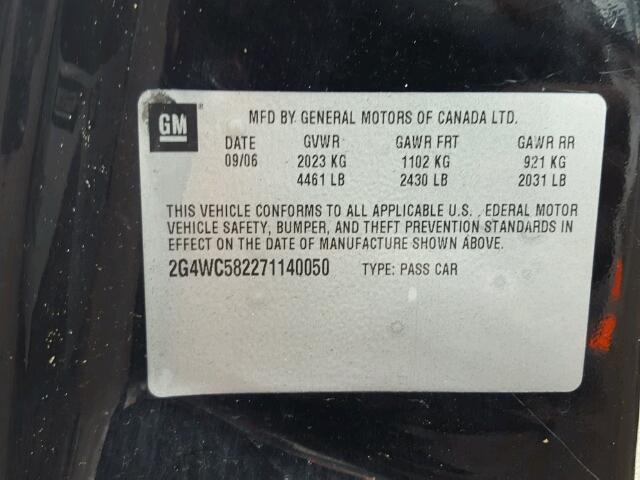 GM ® MFD BY GENERAL MOTORS OF CANADA LTD.
DATE GVWR GAWR FRT GAWR RR
09/06 2023 KG 1102 KG 921 KG
4461 LB 2430 LB 2031 LB
THIS VEHICLE CONFORMS TO ALL APPLICABLE U.S. , EDERAL MOTOR
VEHICLE SAFETY, BUMPER, AND THEFT PREVENTION STANDARDS IN
EFFECT ON THE DATE OF MANUFACTURE SHOWN ABOVE.
2G4WC582271140050 TYPE: PASS CAR